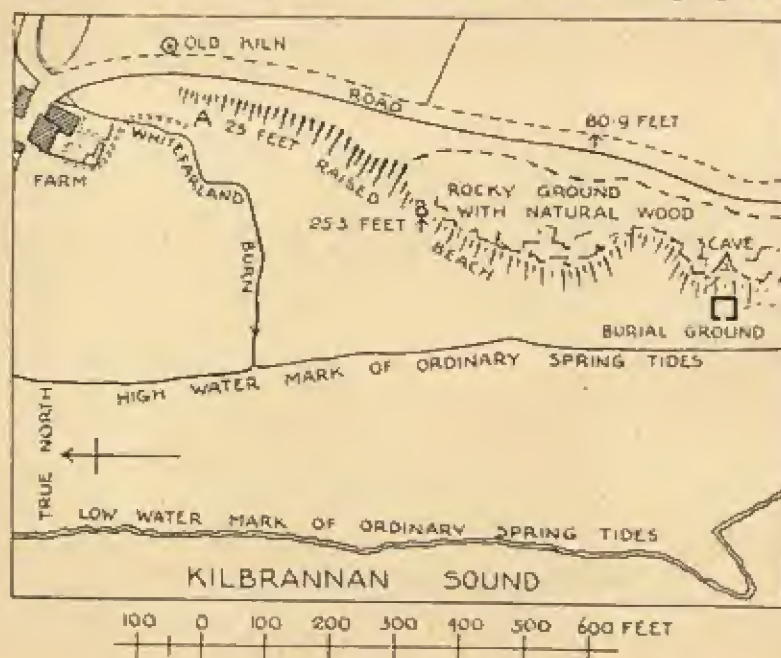 OLD KILN
ROAD
80·9 FEET
A 25 FEET
RAISED
BEACH
WHITEFARLAND
BURN
FARM
ROCKY GROUND
WITH NATURAL WOOD
B
25·3 FEET
CAVE
BURIAL GROUND
HIGH WATER MARK OF ORDINARY SPRING TIDES
TRUE NORTH
LOW WATER MARK OF ORDINARY SPRING TIDES
KILBRANNAN SOUND
100 0 100 200 300 400 500 600 FEET